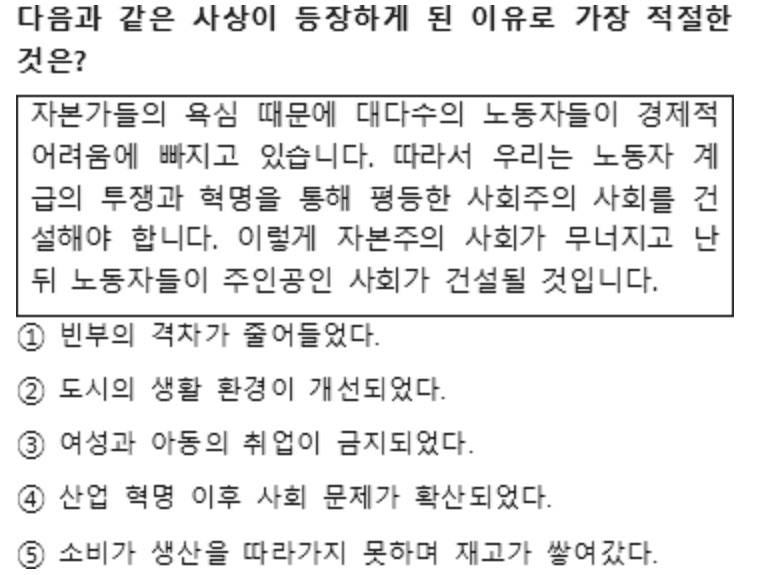 다음과 같은 사상이 등장하게 된 이유로 가장 적절한
것은?
자본가들의 욕심 때문에 대다수의 노동자들이 경제적
어려움에 빠지고 있습니다. 따라서 우리는 노동자 계
급의 투쟁과 혁명을 통해 평등한 사회주의 사회를 건
설해야 합니다. 이렇게 자본주의 사회가 무너지고 난
뒤 노동자들이 주인공인 사회가 건설될 것입니다.
① 빈부의 격차가 줄어들었다.
② 도시의 생활 환경이 개선되었다.
③ 여성과 아동의 취업이 금지되었다.
④ 산업 혁명 이후 사회 문제가 확산되었다.
⑤ 소비가 생산을 따라가지 못하며 재고가 쌓여갔다.